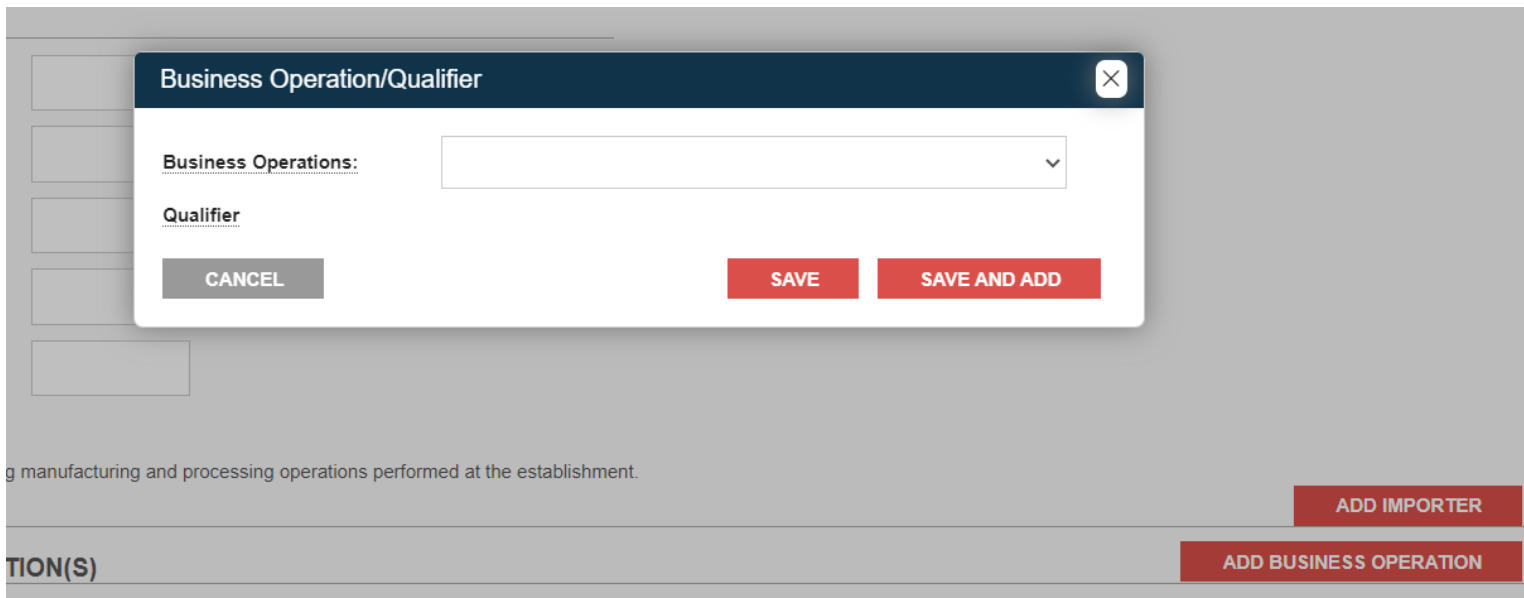 Business Operation/Qualifier
Business Operations:
Qualifier
CANCEL SAVE SAVE AND ADD
g manufacturing and processing operations performed at the establishment.
ADD IMPORTER
TION(S) ADD BUSINESS OPERATION